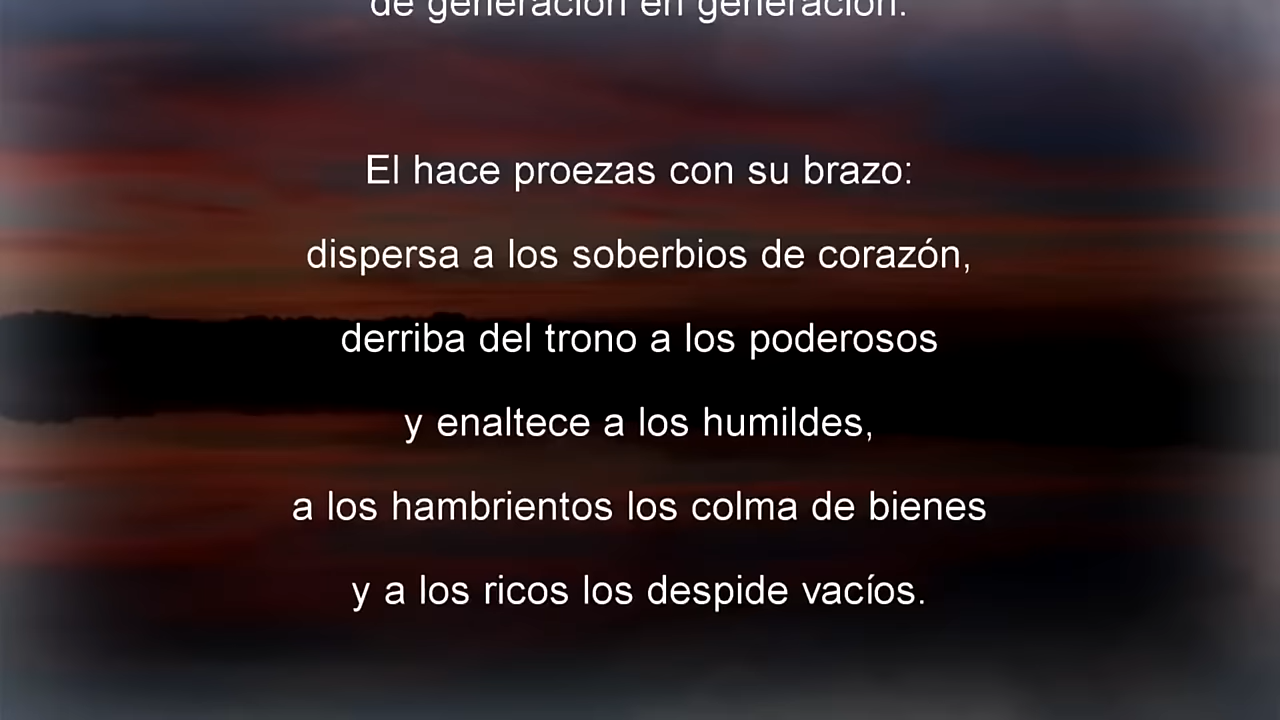 de generación en generación.
El hace proezas con su brazo:
dispersa a los soberbios de corazón,
derriba del trono a los poderosos
y enaltece a los humildes,
a los hambrientos los colma de bienes
y a los ricos los despide vacíos.